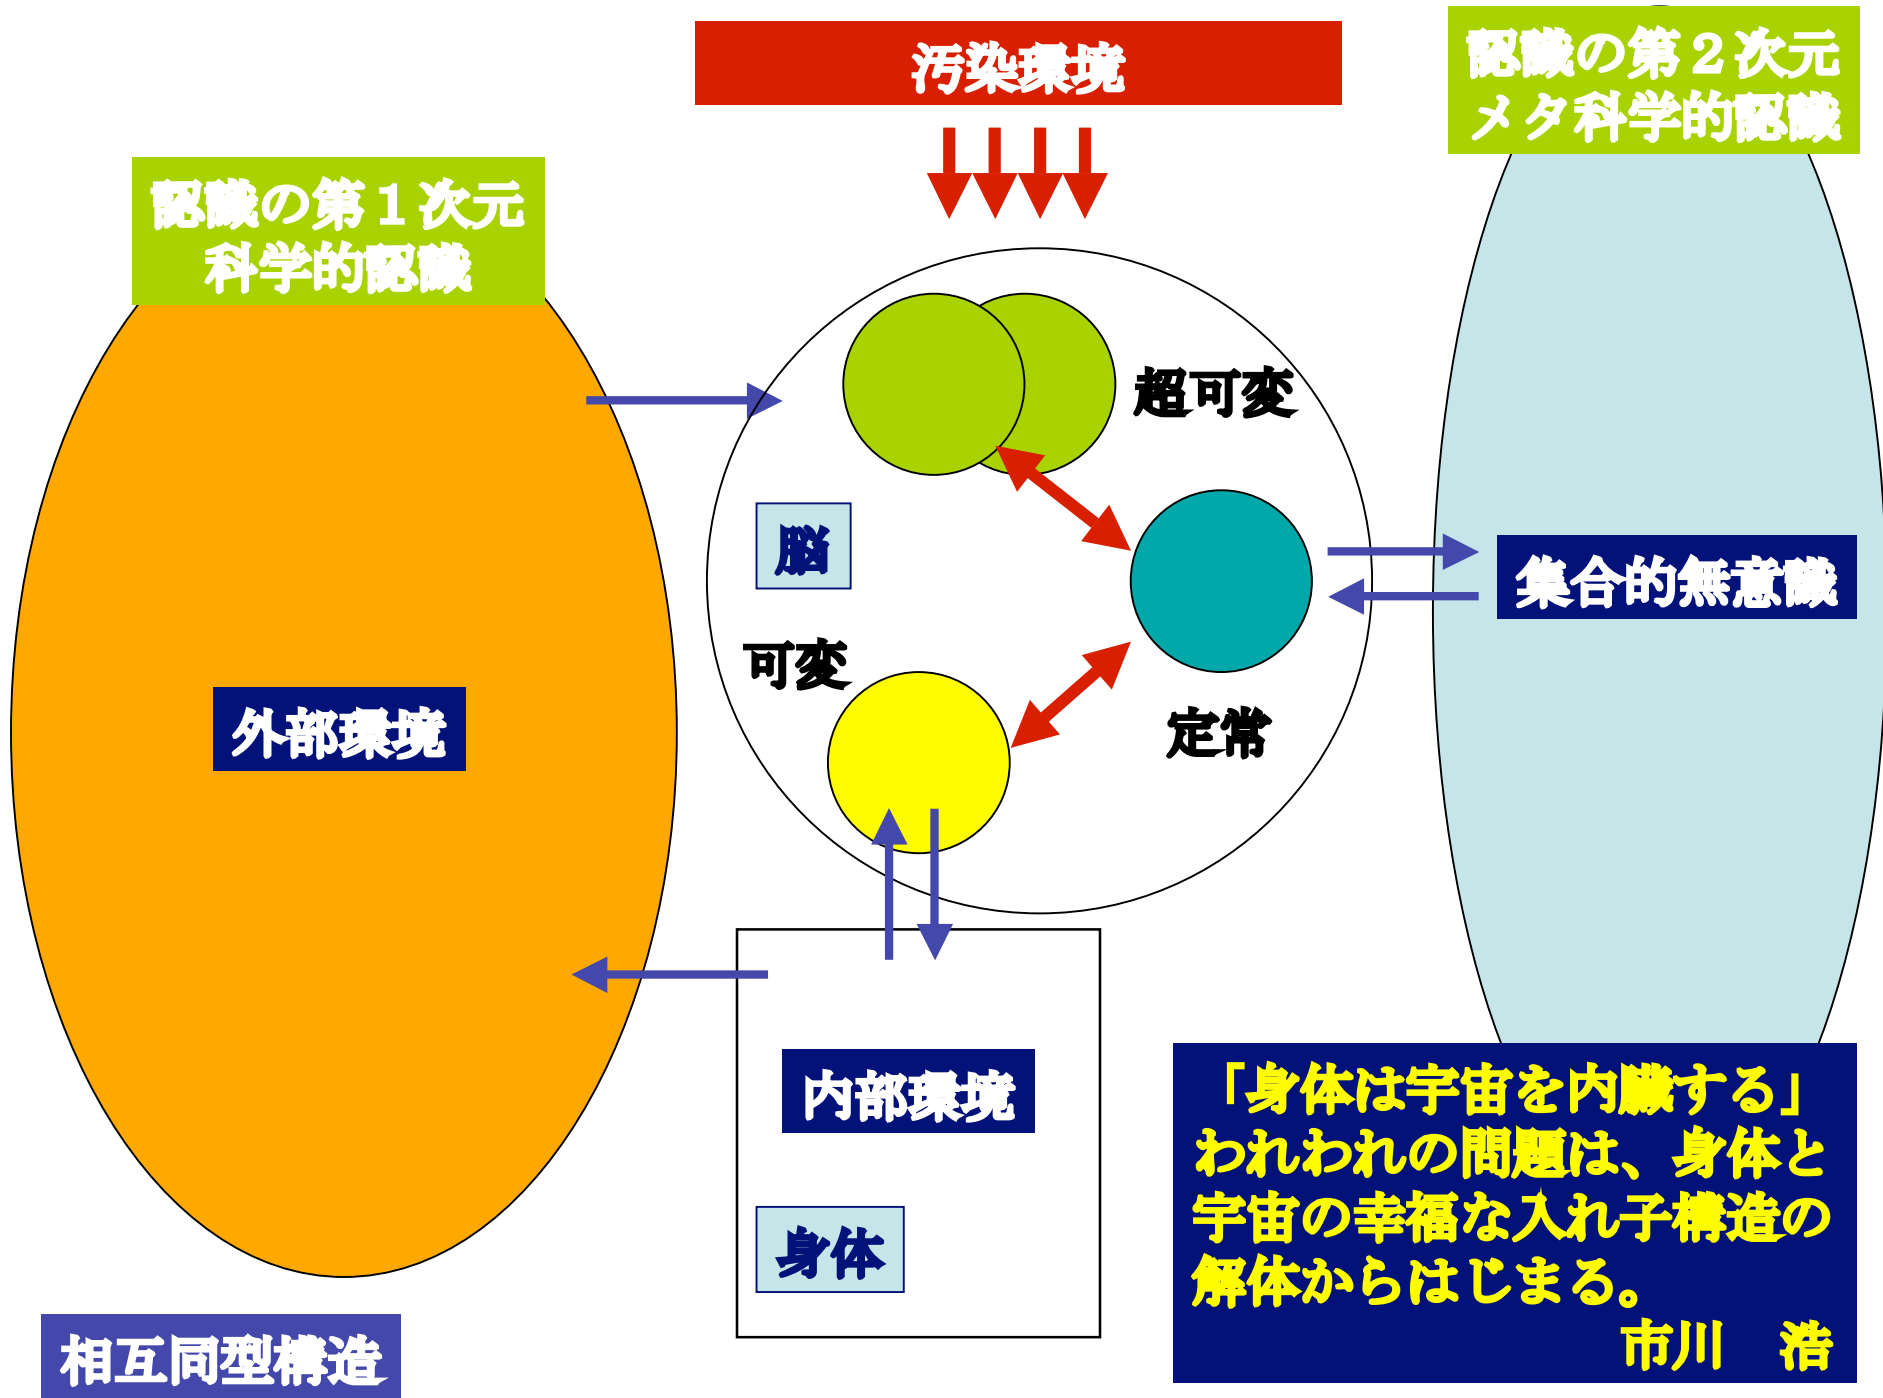 汚染環境
認識の第２次元
メタ科学的認識
認識の第１次元
科学的認識
超可変
脳
集合的無意識
可変
外部環境
定常
内部環境
身体
「身体は宇宙を内臓する」
われわれの問題は、身体と
宇宙の幸福な入れ子構造の
解体からはじまる。
市川　浩
相互同型構造